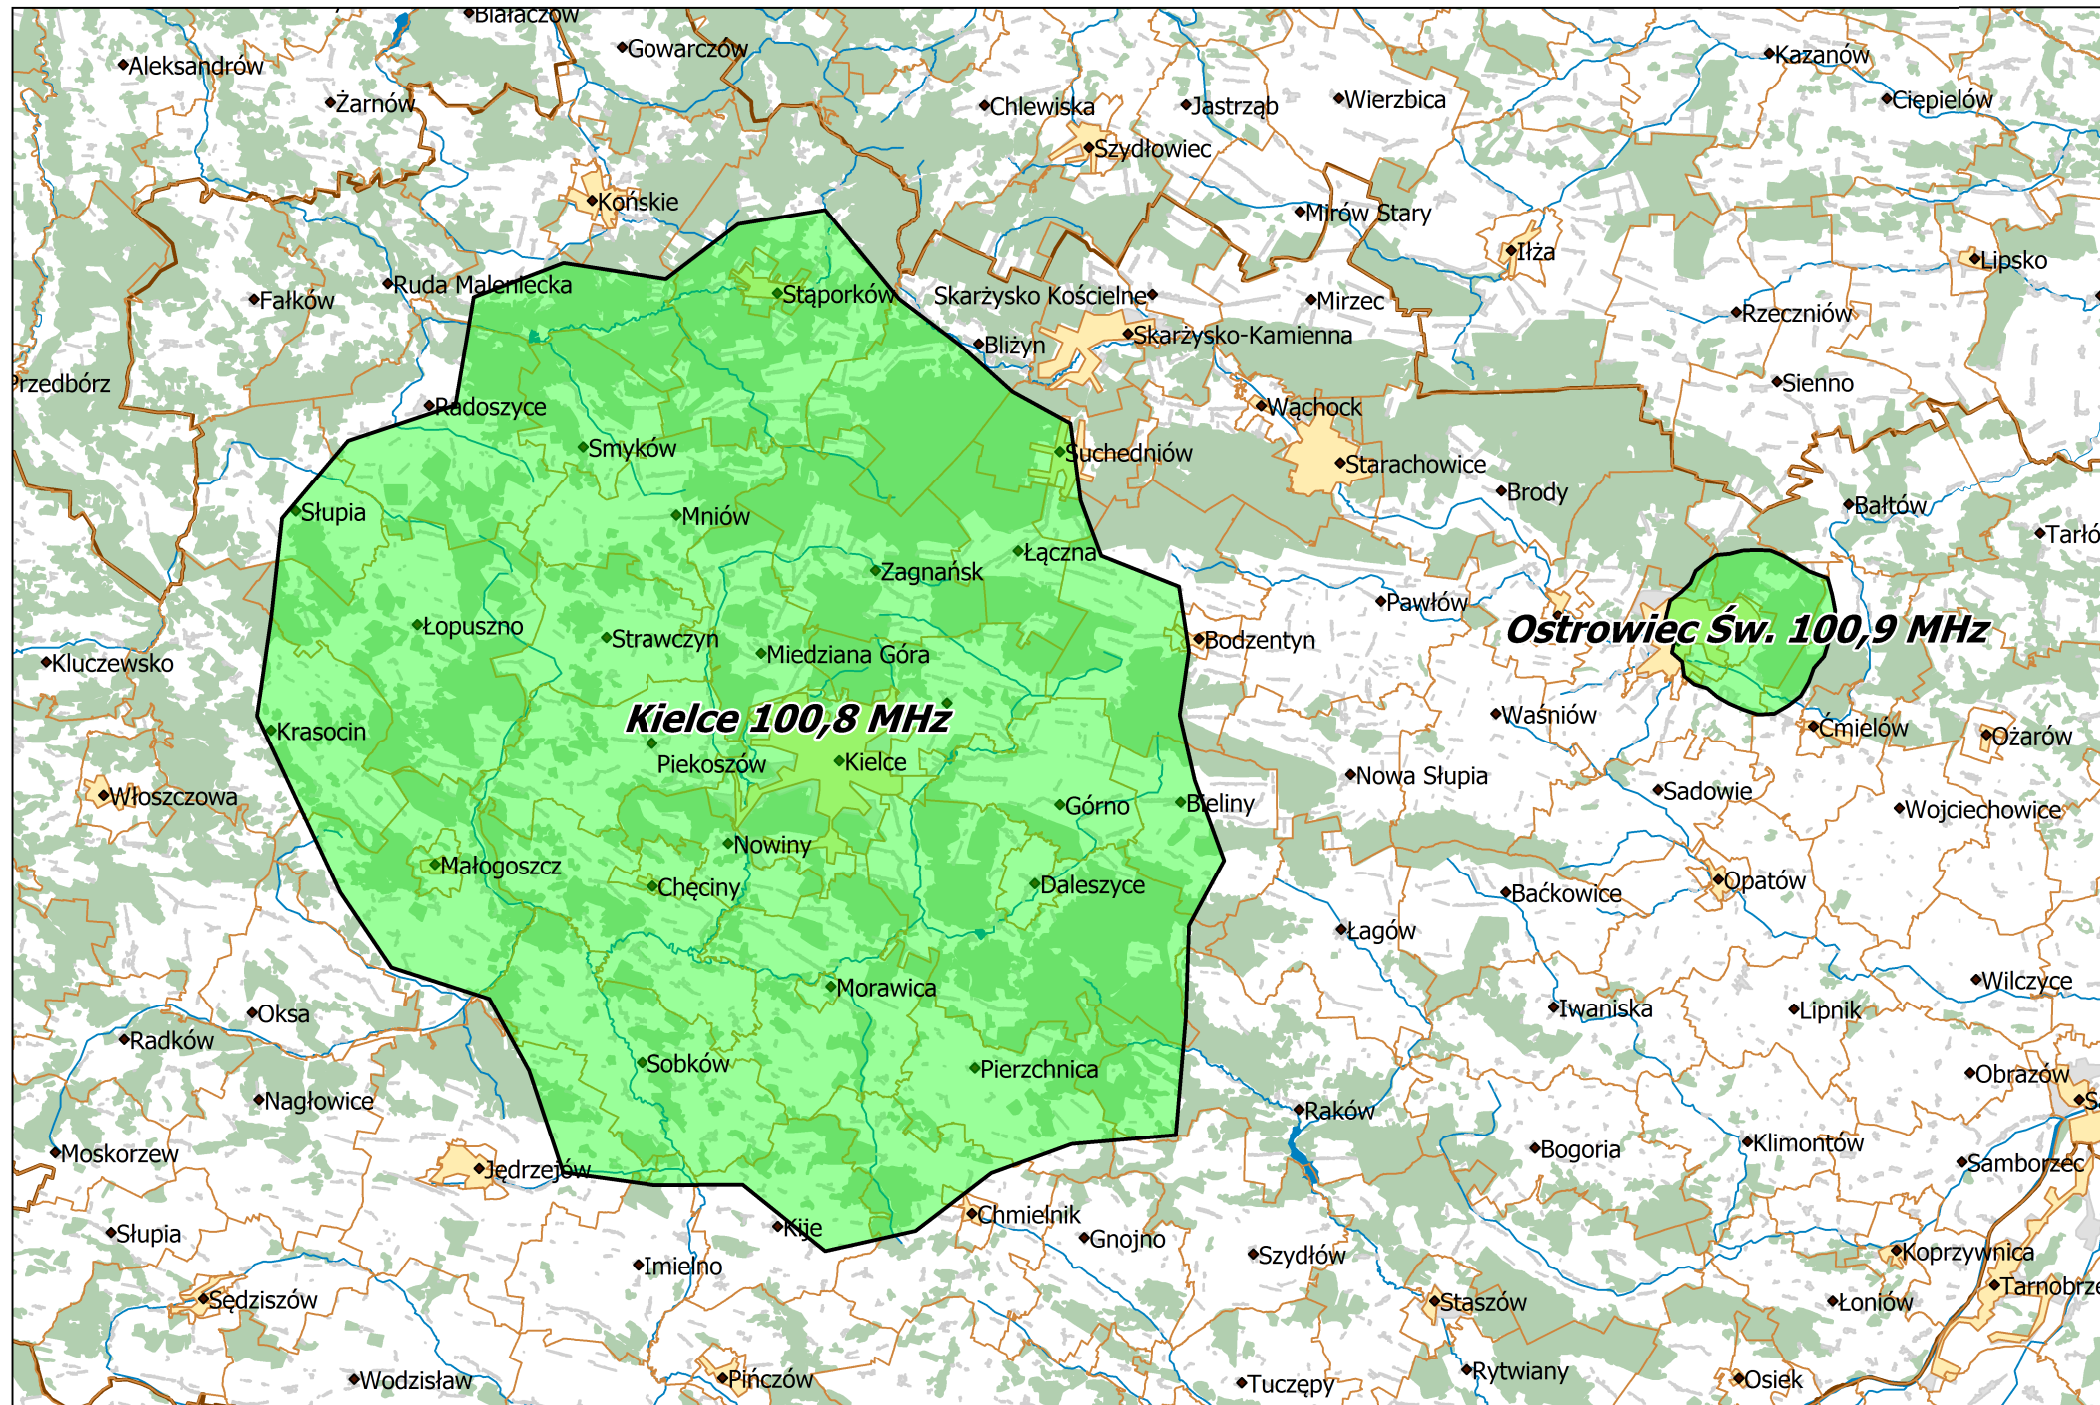 Białaczów
Gowarczów
Aleksandrów
Kazanów
Żarnów
Chlewiska
Jastrząb
Wierzbica
Ciepielów
Szydłowiec
Końskie
Mirów Stary
Iłża
Lipsko
Ruda Maleniecka
Fałków
Stąporków
Skarżysko Kościelne
Mirzec
Rzeczniów
Bliżyn
Skarżysko-Kamienna
Przedbórz
Sienno
Radoszyce
Wąchock
Smyków
Suchedniów
Starachowice
Brody
Bałtów
Słupia
Mniów
Tarłó
Łączna
Zagnańsk
Pawłów
Łopuszno
Strawczyn
Miedziana Góra
Bodzentyn
Ostrowiec Św. 100,9 MHz
Kluczewsko
Kielce 100,8 MHz
Waśniów
Ćmielów
Ożarów
Krasocin
Piekoszów
Kielce
Nowa Słupia
Sadowie
Włoszczowa
Górno
Bieliny
Wojciechowice
Nowiny
Małogoszcz
Chęciny
Daleszyce
Baćkowice
Opatów
Łagów
Morawica
Wilczyce
Oksa
Iwaniska
Lipnik
Radków
Sobków
Pierzchnica
Obrazów
Nagłowice
Sa
Raków
Moskorzew
Jędrzejów
Bogoria
Klimontów
Samborzec
Słupia
Kije
Chmielnik
Gnojno
Szydłów
Koprzywnica
Imielno
Tarnobrze
Sędziszów
Staszów
Łoniów
Wodzisław
Pińczów
Tuczępy
Rytwiany
Osiek